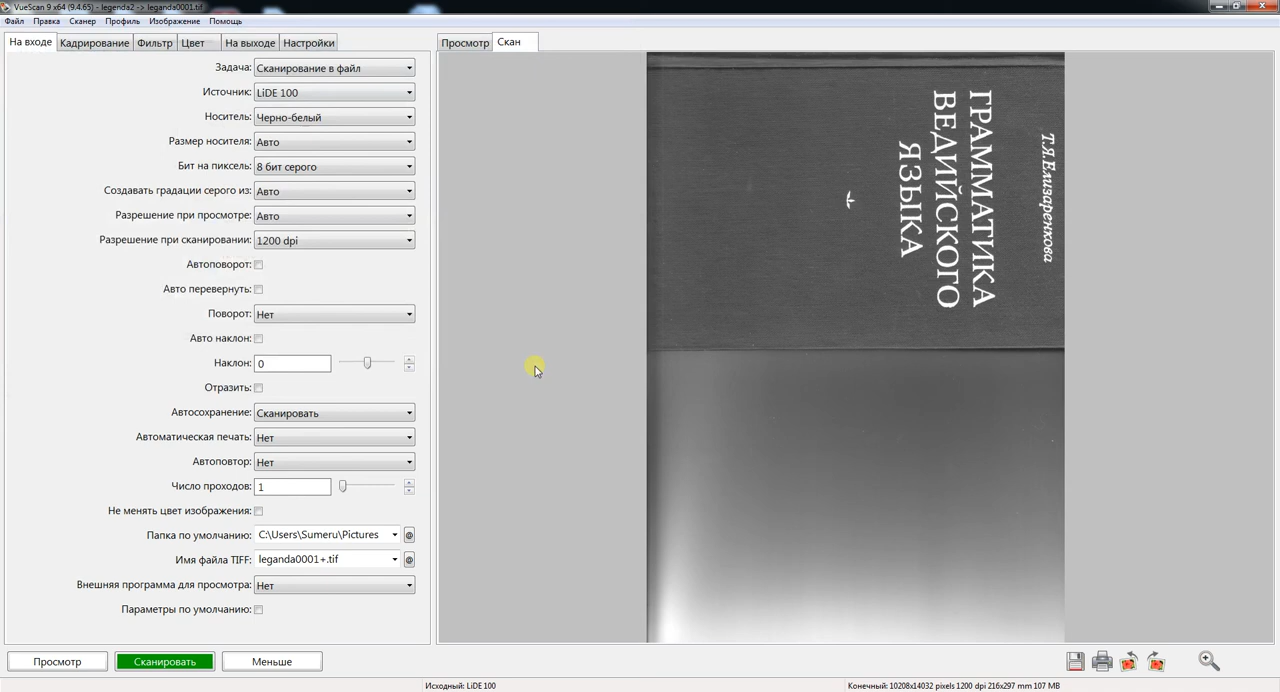 VueScan 9 x64 (9.4.65) - legenda2 -> leganda0001.tif
Файл Правка Сканер Профиль Изображение Помощь
На входе Кадрирование Фильтр Цвет На выходе Настройки
Просмотр Скан
Задача: Сканирование в файл
Источник: LiDE 100
Носитель: Черно-белый
Размер носителя: Авто
Бит на пиксель: 8 бит серого
Создавать градации серого из: Авто
Разрешение при просмотре: Авто
Разрешение при сканировании: 1200 dpi
Автоповорот:
Авто перевернуть:
Поворот: Нет
Авто наклон:
Наклон: 0
Отразить:
Автосохранение: Сканировать
Автоматическая печать: Нет
Автоповтор: Нет
Число проходов: 1
Не менять цвет изображения:
Папка по умолчанию: C:\Users\Sumeru\Pictures @
Имя файла TIFF: leganda0001+.tif @
Внешняя программа для просмотра: Нет
Параметры по умолчанию:
Просмотр Сканировать Меньше
Т.Я.Елизаренкова
ГРАММАТИКА
ВЕДИЙСКОГО
ЯЗЫКА
Исходный: LiDE 100
Конечный: 10208x14032 pixels 1200 dpi 216x297 mm 107 MB